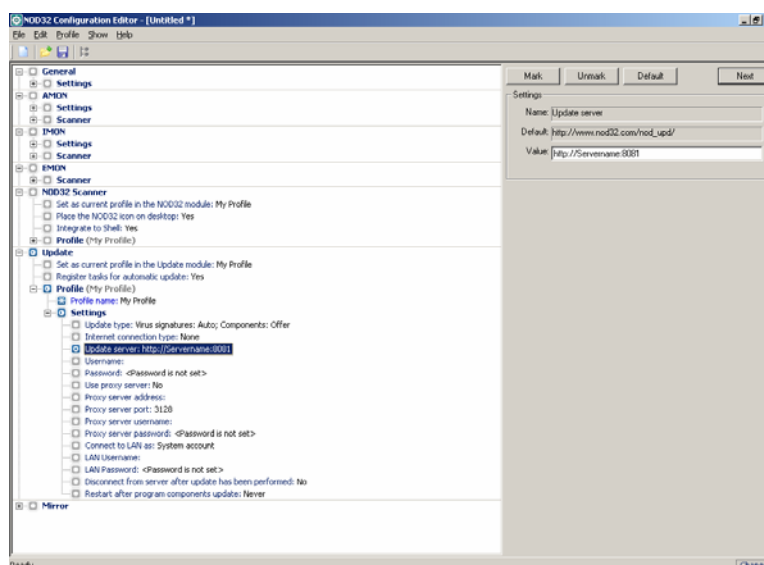 NOD32 Configuration Editor - [Untitled *]
File Edit Profile Show Help
General
Settings
AMON
Settings
Scanner
IMON
Settings
Scanner
EMON
Scanner
NOD32 Scanner
Set as current profile in the NOD32 module: My Profile
Place the NOD32 icon on desktop: Yes
Integrate to Shell: Yes
Profile (My Profile)
Update
Set as current profile in the Update module: My Profile
Register tasks for automatic update: Yes
Profile (My Profile)
Profile name: My Profile
Settings
Update type: Virus signatures: Auto; Components: Offer
Internet connection type: None
Update server: http://Servername:8081
Username:
Password: <Password is not set>
Use proxy server: No
Proxy server address:
Proxy server port: 3128
Proxy server username:
Proxy server password: <Password is not set>
Connect to LAN as: System account
LAN Username:
LAN Password: <Password is not set>
Disconnect from server after update has been performed: No
Restart after program components update: Never
Mirror
Mark Unmark Default Next
Settings
Name: Update server
Default: http://www.nod32.com/nod_upd/
Value: http://Servername:8081